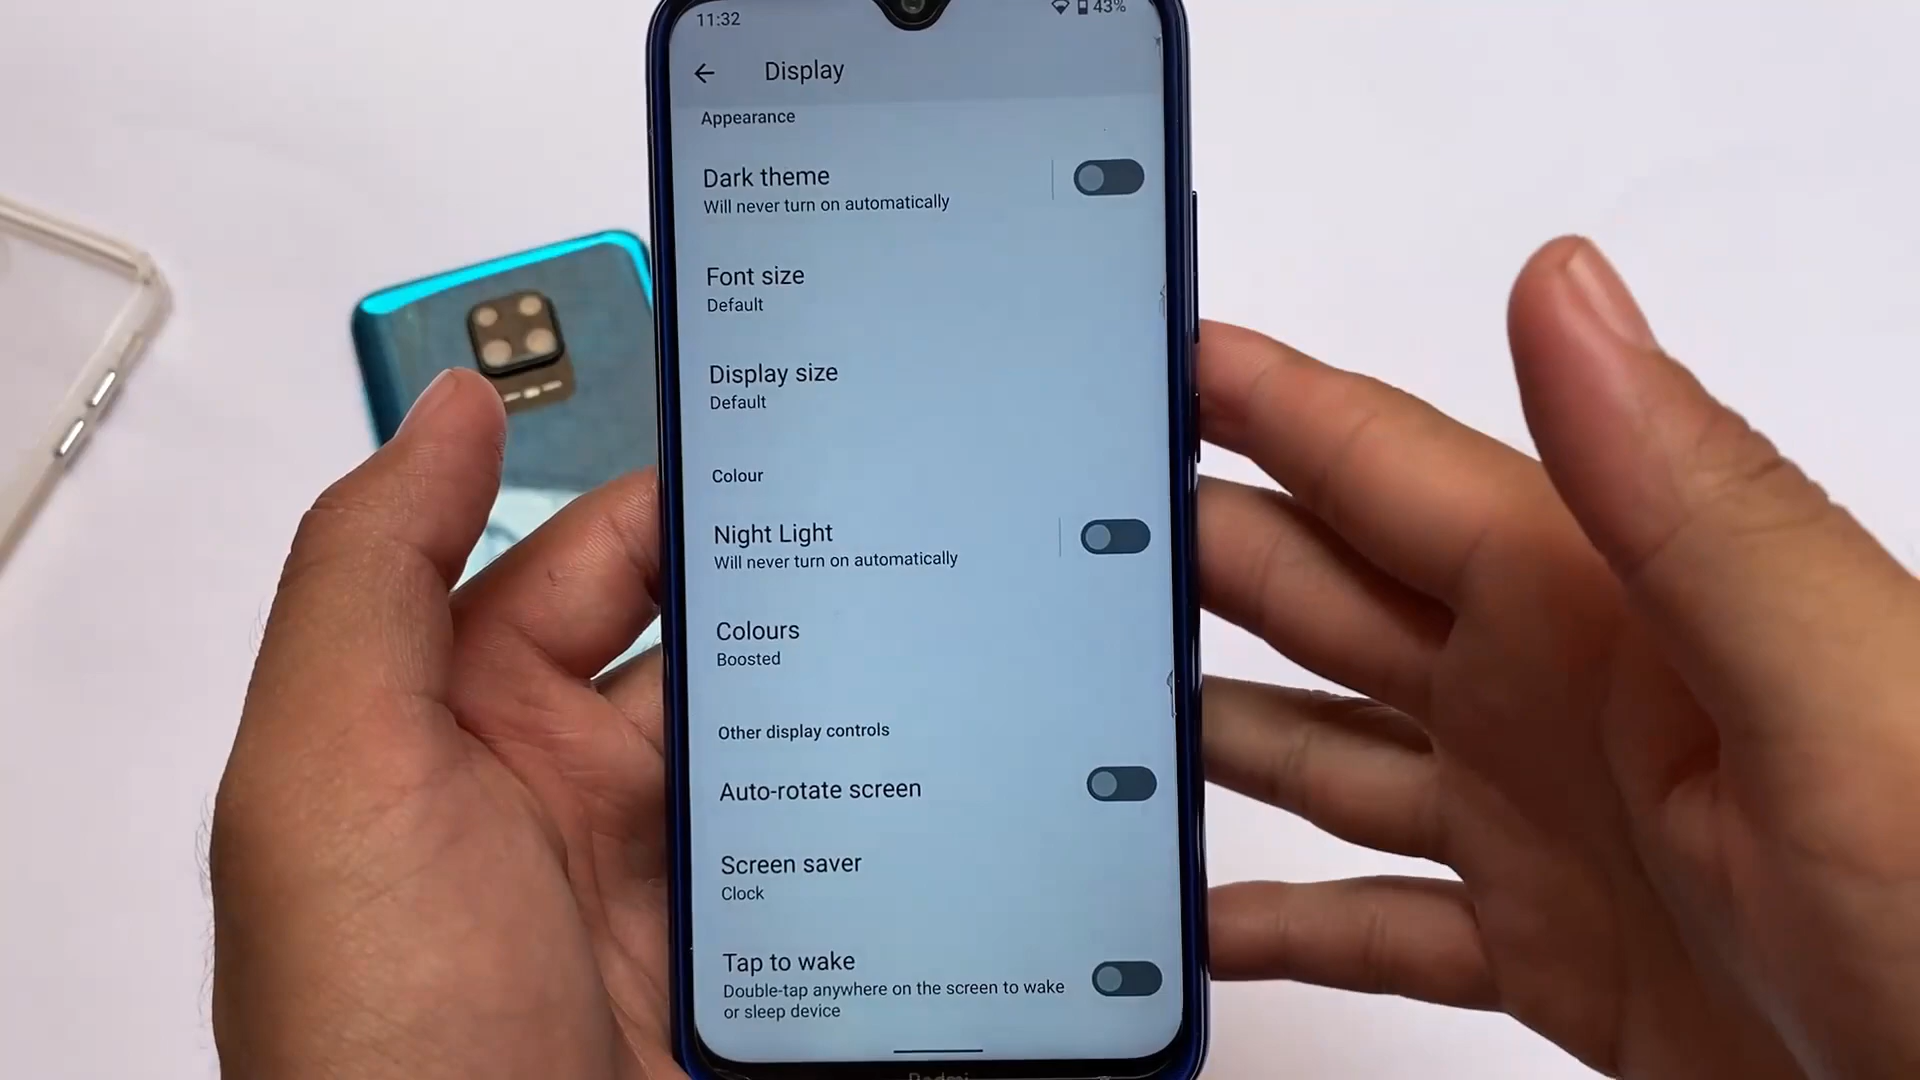 11:32
43%
Display
Appearance
Dark theme
Will never turn on automatically
Font size
Default
Display size
Default
Colour
Night Light
Will never turn on automatically
Colours
Boosted
Other display controls
Auto-rotate screen
Screen saver
Clock
Tap to wake
Double-tap anywhere on the screen to wake
or sleep device
Redmi